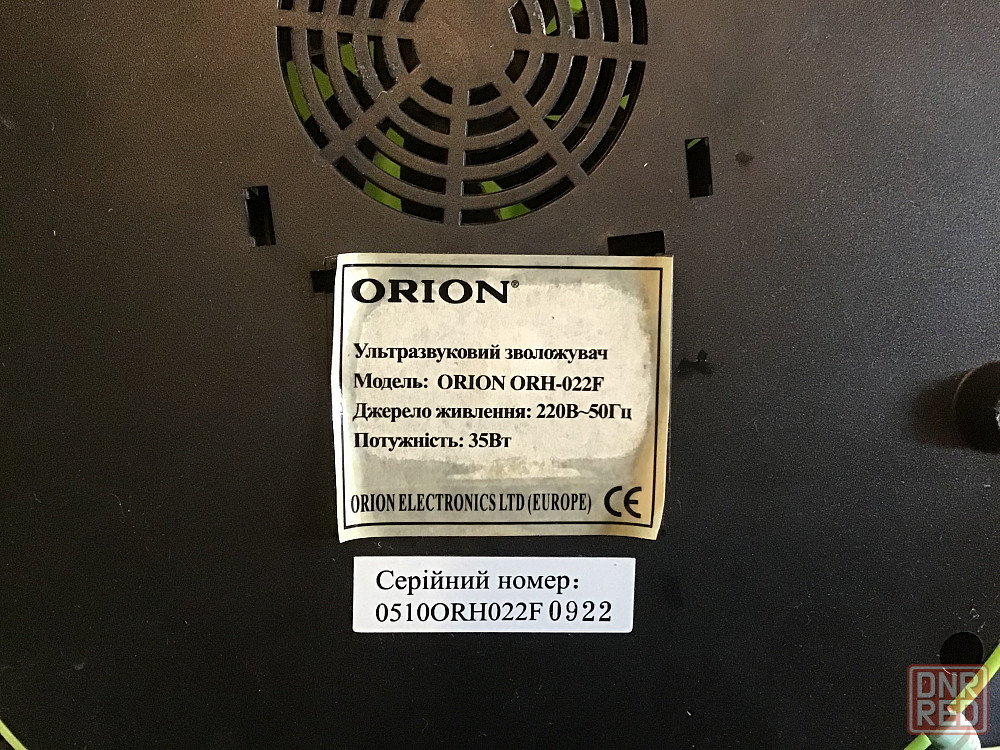 ORION®
Ультразвуковий зволожувач
Модель: ORION ORH-022F
Джерело живлення: 220В~50Гц
Потужність: 35Вт
ORION ELECTRONICS LTD (EUROPE) CE
Серійний номер:
0510ORH022F 0922
DNR
RED